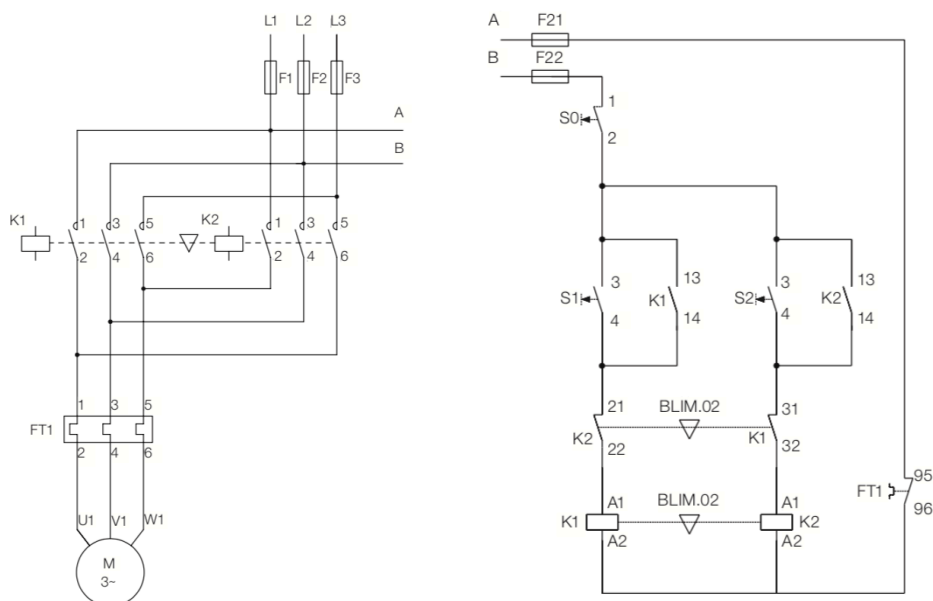 L1 L2 L3
F1 F2 F3
A
B
K1 1 3 5 K2 1 3 5
2 4 6 2 4 6
1 3 5
FT1
2 4 6
U1 V1 W1
M
3~
A F21
B F22
1
S0
2
3 13 3 13
S1 K1 S2 K2
4 14 4 14
21 BLIM.02 31
K2 K1
22 32
95
FT1
96
A1 BLIM.02 A1
K1 K2
A2 A2